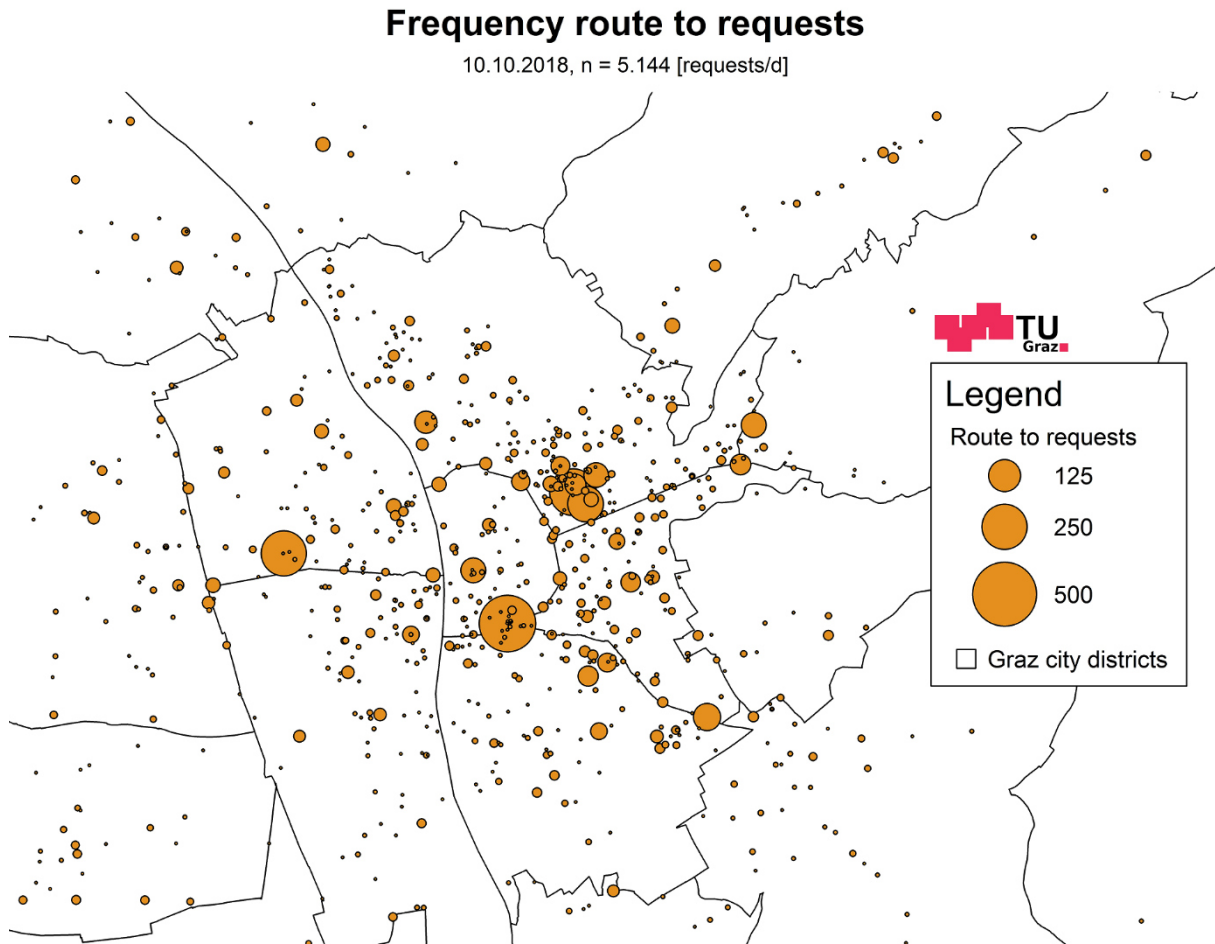 Frequency route to requests
10.10.2018, n = 5.144 [requests/d]
TU
Graz
Legend
Route to requests
125
250
500
Graz city districts